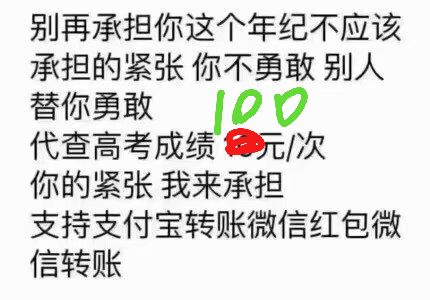 别再承担你这个年纪不应该
承担的紧张 你不勇敢 别人
替你勇敢
100
代查高考成绩 元/次
你的紧张 我来承担
支持支付宝转账微信红包微
信转账